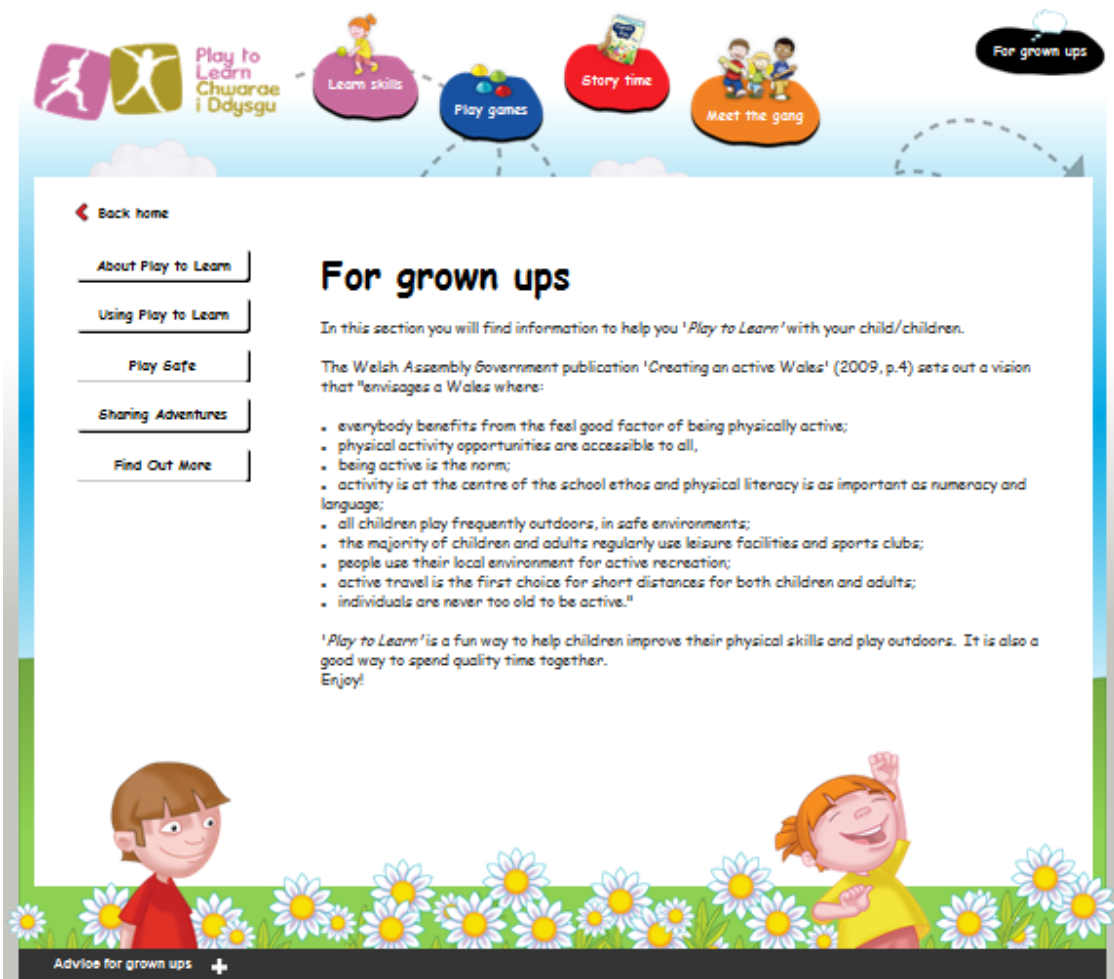 Play to
Learn
Chwarae
i Ddysgu
Learn skills
Play games
Story time
Meet the gang
For grown ups
Back home
About Play to Learn
Using Play to Learn
Play Safe
Sharing Adventures
Find Out More
For grown ups
In this section you will find information to help you 'Play to Learn' with your child/children.
The Welsh Assembly Government publication 'Creating an active Wales' (2009, p.4) sets out a vision
that "envisages a Wales where:
• everybody benefits from the feel good factor of being physically active;
• physical activity opportunities are accessible to all,
• being active is the norm;
• activity is at the centre of the school ethos and physical literacy is as important as numeracy and
language;
• all children play frequently outdoors, in safe environments;
• the majority of children and adults regularly use leisure facilities and sports clubs;
• people use their local environment for active recreation;
• active travel is the first choice for short distances for both children and adults;
• individuals are never too old to be active."
'Play to Learn' is a fun way to help children improve their physical skills and play outdoors. It is also a
good way to spend quality time together.
Enjoy!
Advice for grown ups